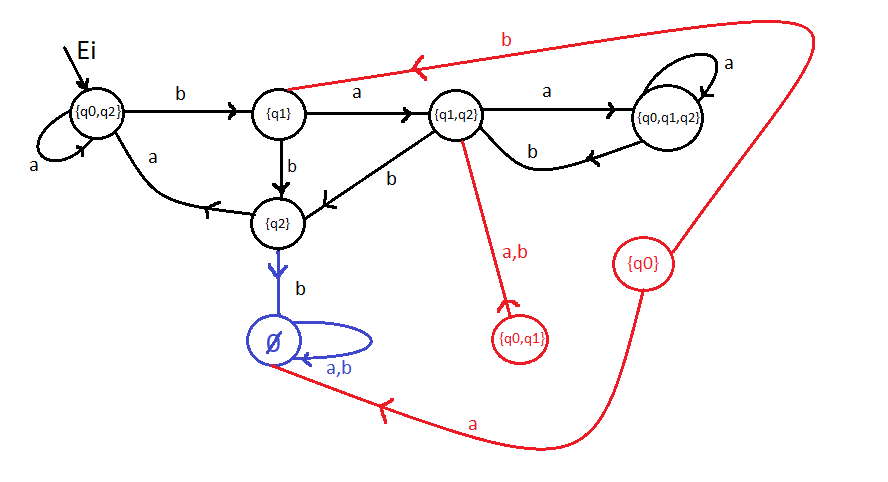 b
Ei
a
a
b
{q0,q2}
{q1}
{q1,q2}
{q0,q1,q2}
a
a
b
b
b
{q2}
a,b
{q0}
b
Ø
{q0,q1}
a,b
a